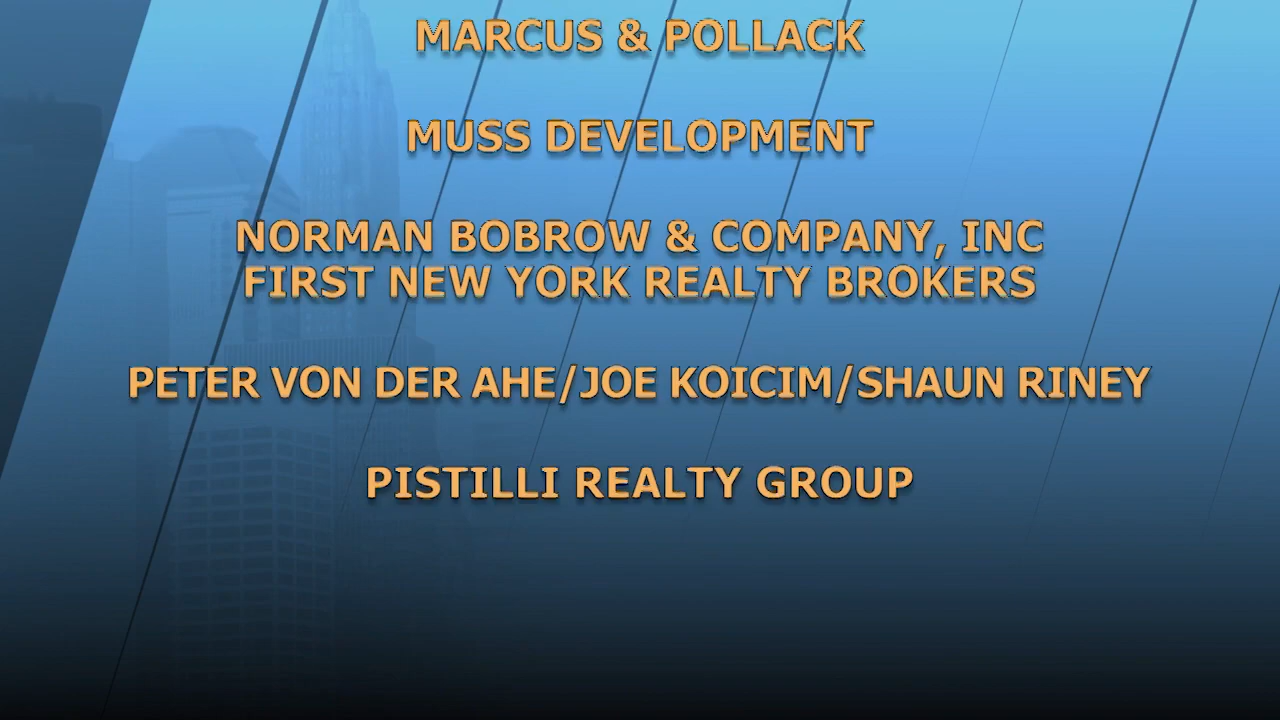 MARCUS & POLLACK
MUSS DEVELOPMENT
NORMAN BOBROW & COMPANY, INC
FIRST NEW YORK REALTY BROKERS
PETER VON DER AHE/JOE KOICIM/SHAUN RINEY
PISTILLI REALTY GROUP